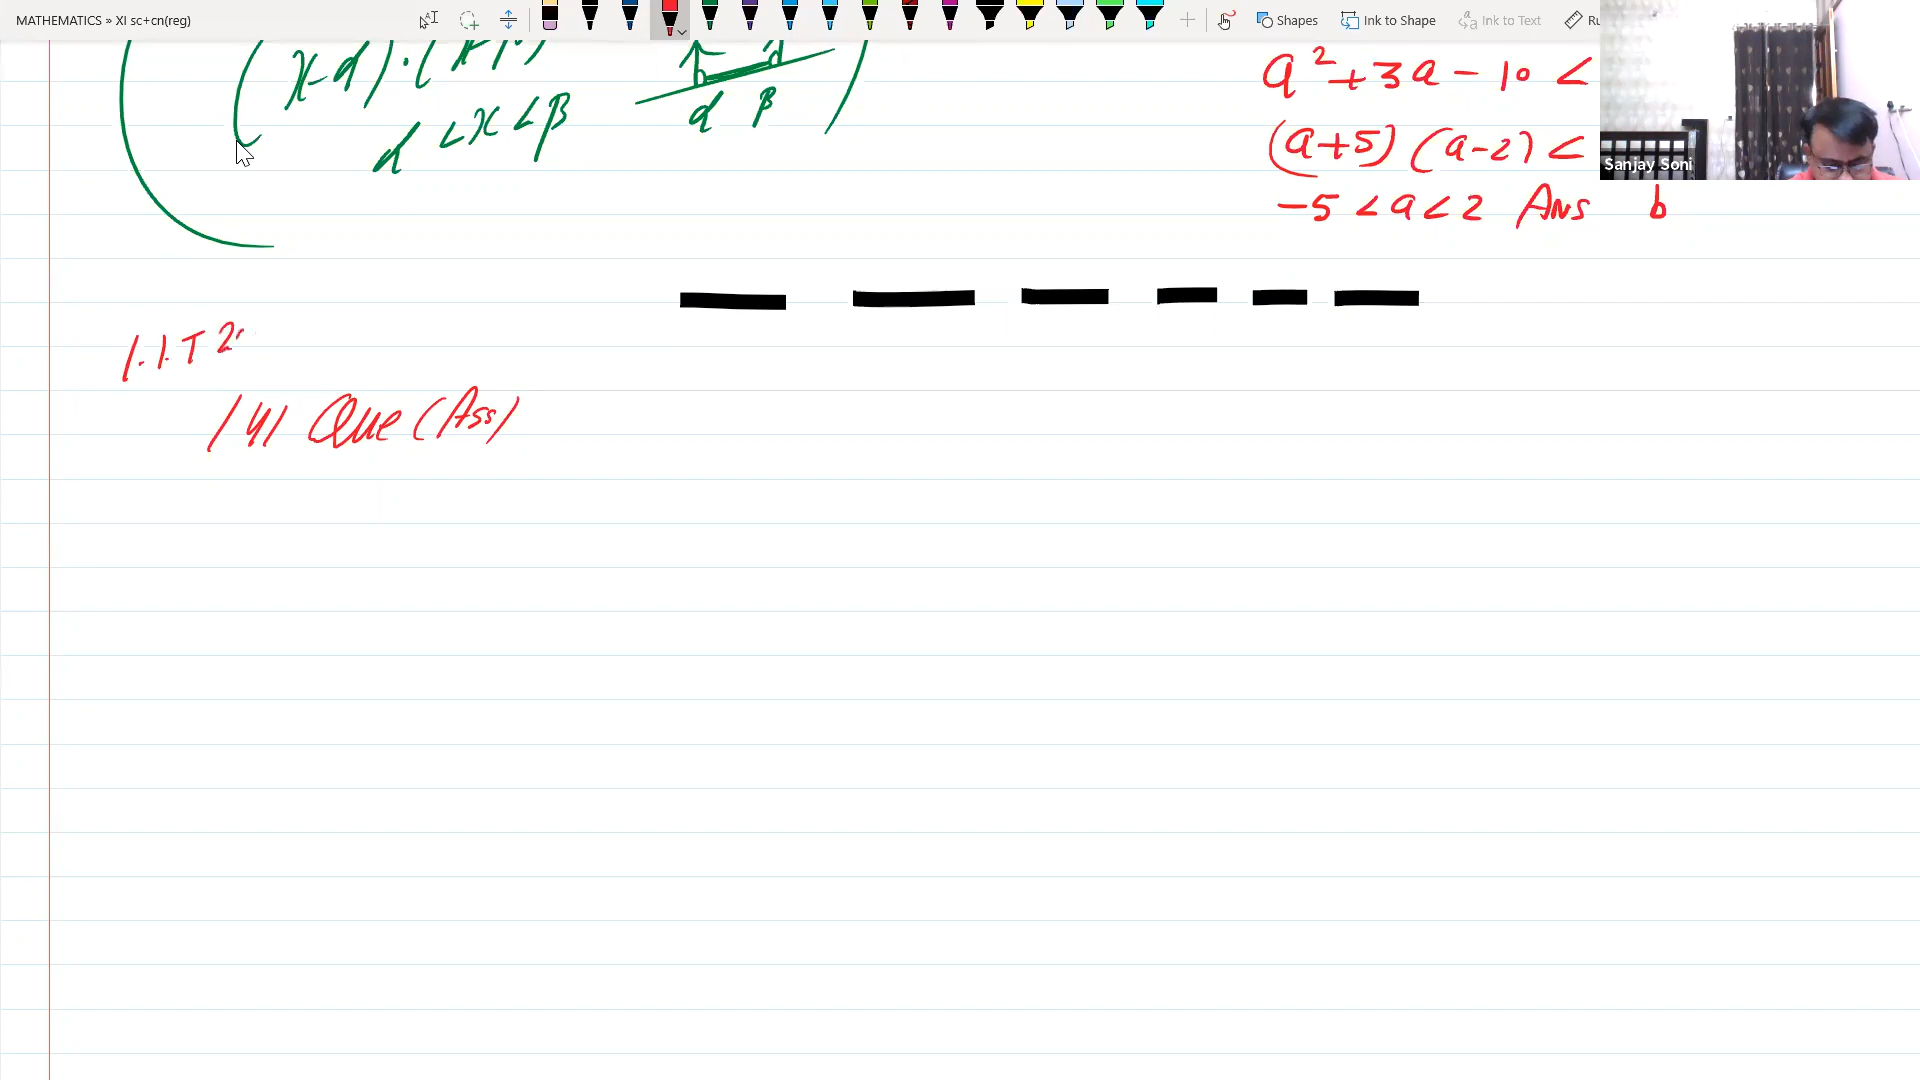 MATHEMATICS » XI sc+cn(reg)
Shapes
Ink to Shape
Ink to Text
Ru
Sanjay Soni
α < x < β
α β
a² + 3a - 10 <
(a+5) (a-2) <
-5 < a < 2 Ans b
I.I.T
141 Que (Ass)